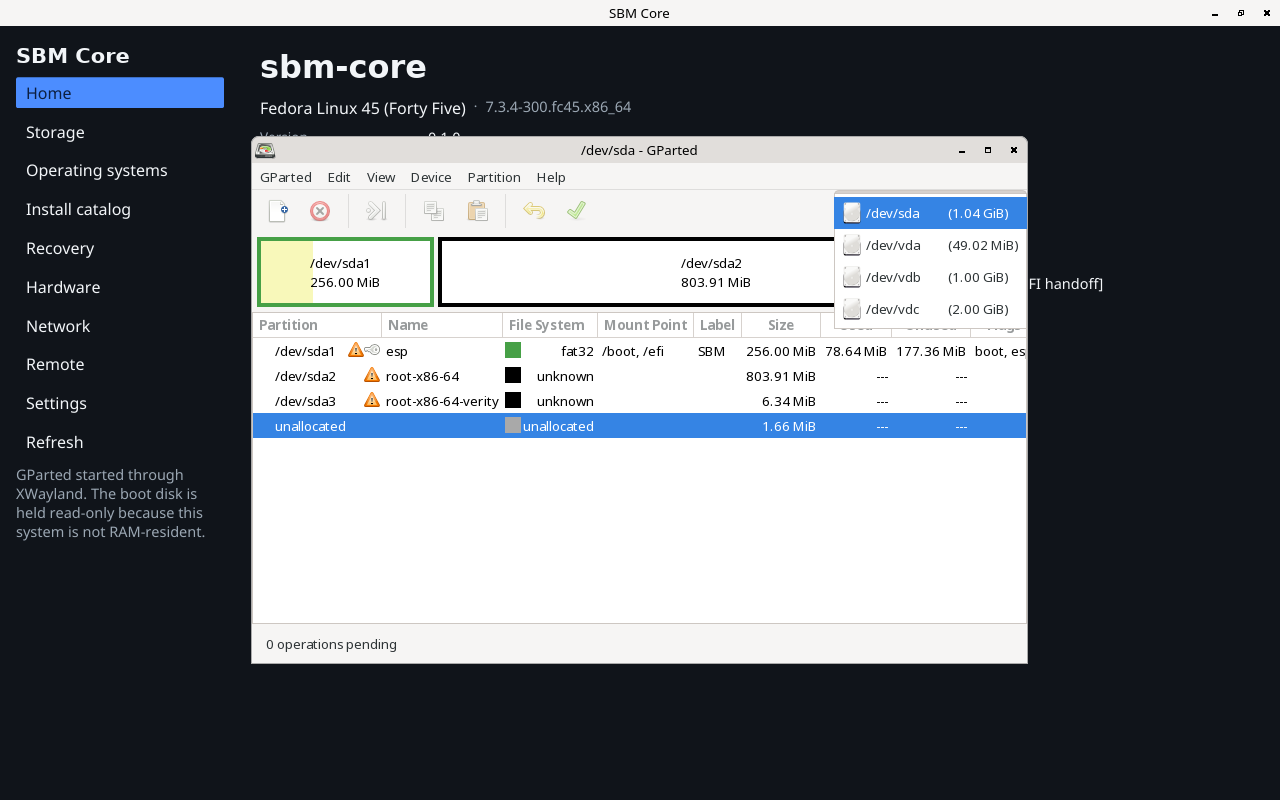 SBM Core
SBM Core
Home
Storage
Operating systems
Install catalog
Recovery
Hardware
Network
Remote
Settings
Refresh
GParted started through
XWayland. The boot disk is
held read-only because this
system is not RAM-resident.
sbm-core
Fedora Linux 45 (Forty Five) · 7.3.4-300.fc45.x86_64
Version 0.1.0
FI handoff]
/dev/sda - GParted
GParted Edit View Device Partition Help
/dev/sda (1.04 GiB)
/dev/vda (49.02 MiB)
/dev/vdb (1.00 GiB)
/dev/vdc (2.00 GiB)
/dev/sda1
256.00 MiB
/dev/sda2
803.91 MiB
Partition Name File System Mount Point Label Size
/dev/sda1 esp fat32 /boot, /efi SBM 256.00 MiB 78.64 MiB 177.36 MiB boot, es
/dev/sda2 root-x86-64 unknown 803.91 MiB --- ---
/dev/sda3 root-x86-64-verity unknown 6.34 MiB --- ---
unallocated unallocated 1.66 MiB --- ---
0 operations pending